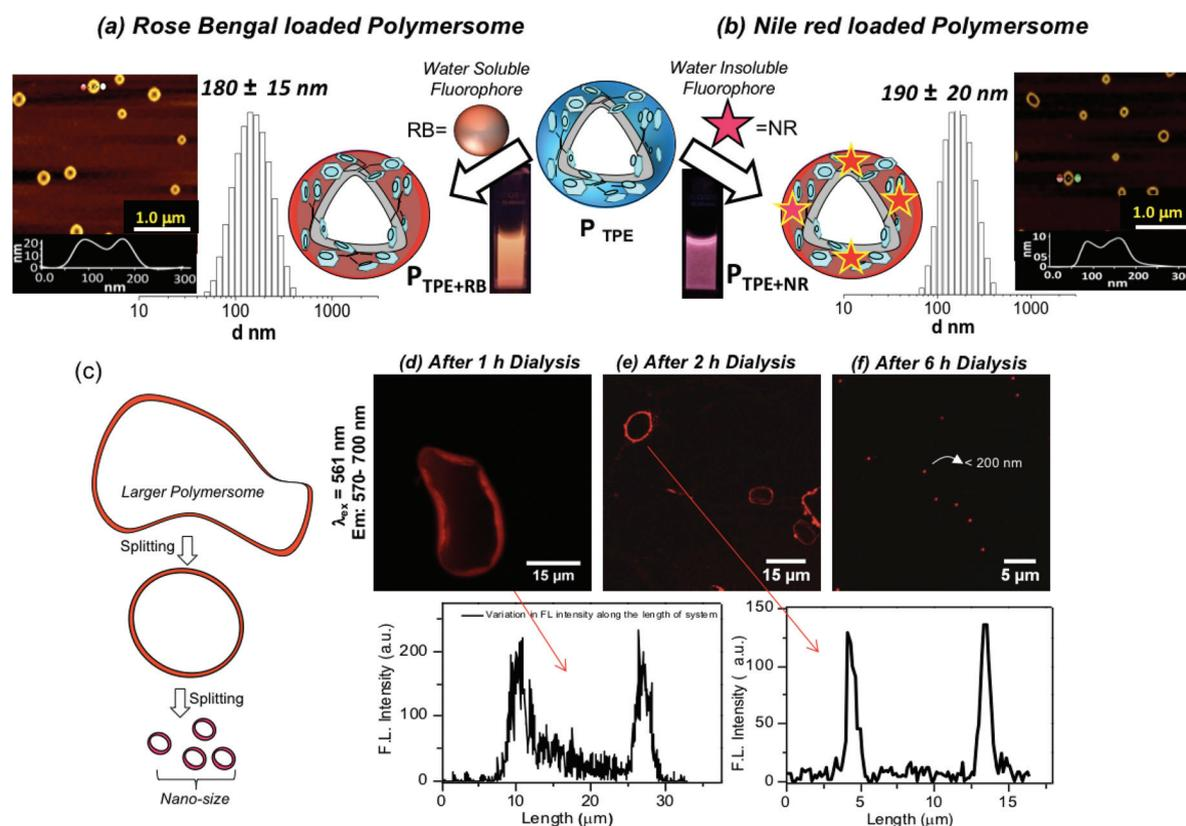 (a) Rose Bengal loaded Polymersome
(b) Nile red loaded Polymersome
180 ± 15 nm
Water Soluble
Fluorophore
RB=
Water Insoluble
Fluorophore
=NR
190 ± 20 nm
1.0 µm
nm
20
10
0
0.0
100
200
300
nm
10
100
1000
d nm
P TPE+RB
P TPE
P TPE+NR
10
100
1000
d nm
1.0 µm
nm
10
05
0
0.0
100
200
300
nm
(c)
Larger Polymersome
Splitting
Splitting
Nano-size
λex = 561 nm
Em: 570- 700 nm
(d) After 1 h Dialysis
15 µm
(e) After 2 h Dialysis
15 µm
(f) After 6 h Dialysis
< 200 nm
5 µm
Variation in FL intensity along the length of system
F.L. Intensity (a.u.)
200
100
0
0
10
20
30
Length (µm)
F.L. Intensity ( a.u.)
150
100
50
0
0
5
10
15
Length (µm)